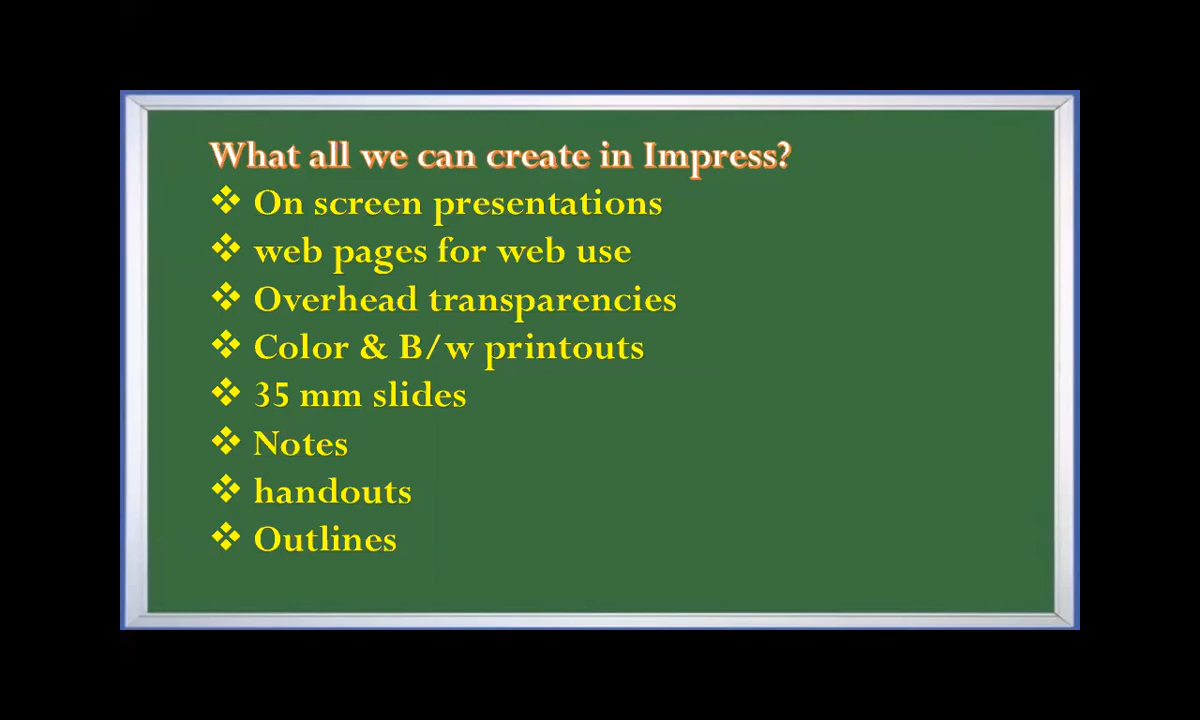 What all we can create in Impress?
❖ On screen presentations
❖ web pages for web use
❖ Overhead transparencies
❖ Color & B/w printouts
❖ 35 mm slides
❖ Notes
❖ handouts
❖ Outlines